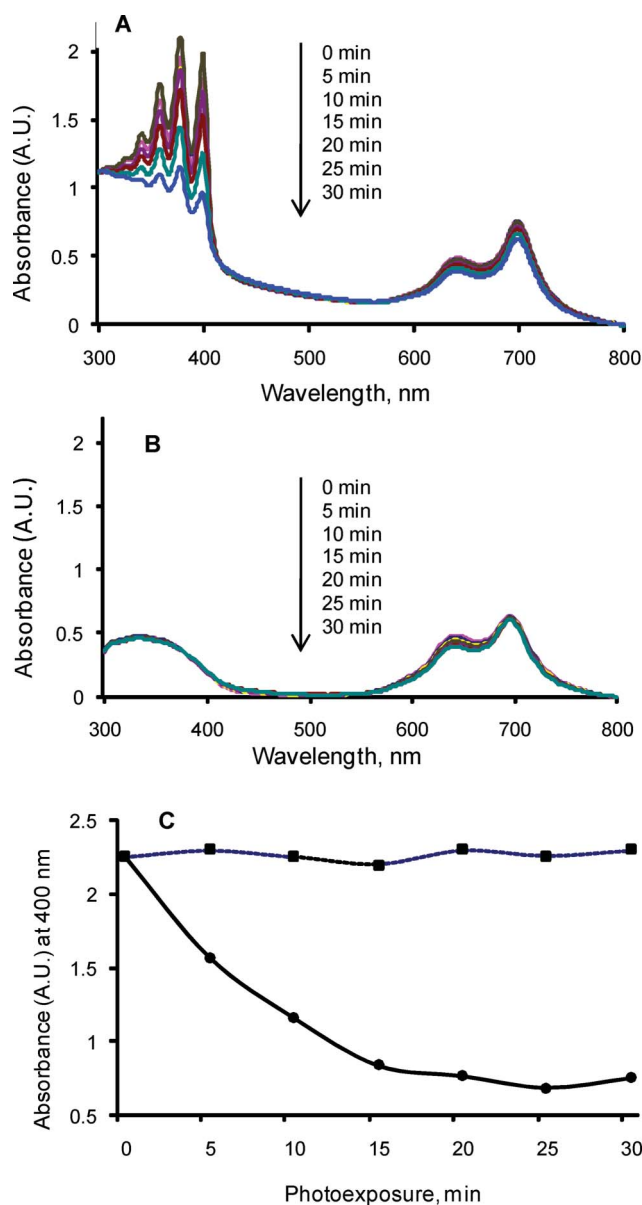 A
Absorbance (A.U.)
2
1.5
1
0.5
0
0 min
5 min
10 min
15 min
20 min
25 min
30 min
300 400 500 600 700 800
Wavelength, nm
B
Absorbance (A.U.)
2
1.5
1
0.5
0
0 min
5 min
10 min
15 min
20 min
25 min
30 min
300 400 500 600 700 800
Wavelength, nm
C
Absorbance (A.U.) at 400 nm
2.5
2
1.5
1
0.5
0 5 10 15 20 25 30
Photoexposure, min